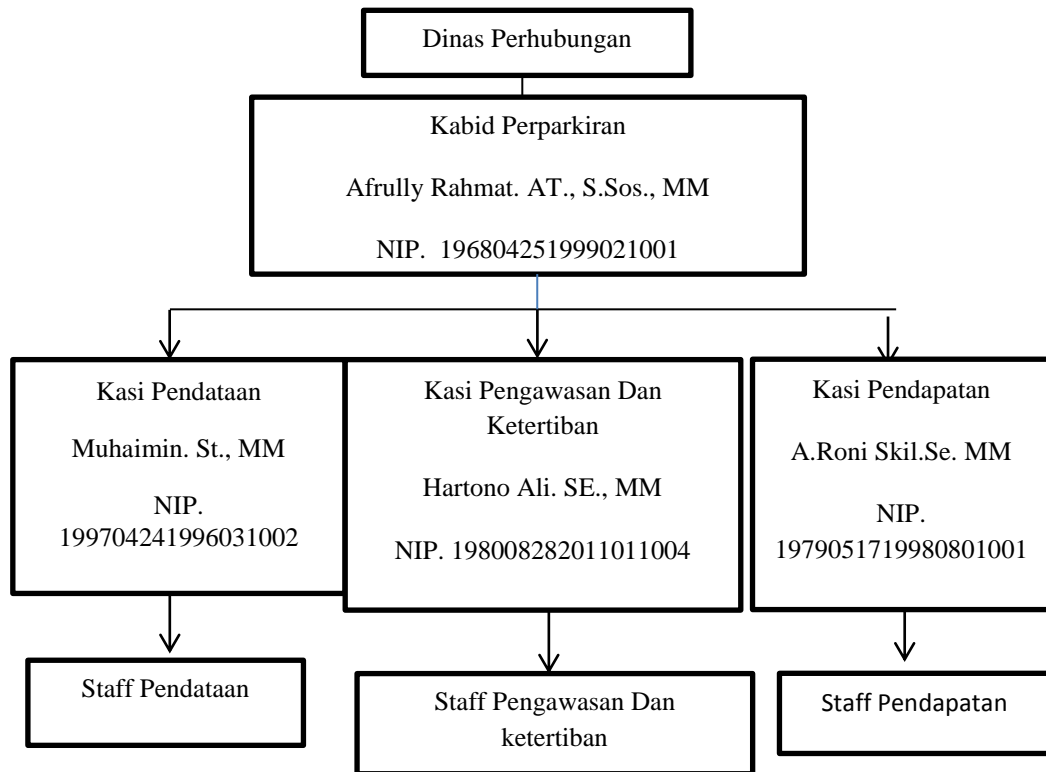 Dinas Perhubungan
Kabid Perparkiran
Afrully Rahmat. AT., S.Sos., MM
NIP.  196804251999021001
Kasi Pendataan
Muhaimin. St., MM
NIP.
199704241996031002
Kasi Pengawasan Dan
Ketertiban
Hartono Ali. SE., MM
NIP. 198008282011011004
Kasi Pendapatan
A.Roni Skil.Se. MM
NIP.
1979051719980801001
Staff Pendataan
Staff Pengawasan Dan
ketertiban
Staff Pendapatan